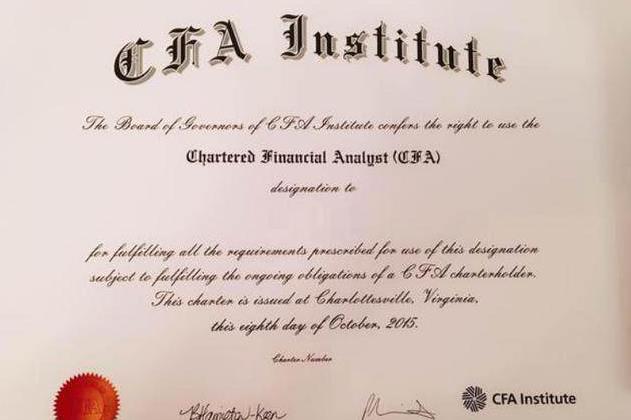 CFA Institute
The Board of Governors of CFA Institute confers the right to use the
Chartered Financial Analyst (CFA)
designation to
for fulfilling all the requirements prescribed for use of this designation
subject to fulfilling the ongoing obligations of a CFA charterholder.
This charter is issued at Charlottesville, Virginia,
this eighth day of October, 2015.
Charter Number
CFA Institute